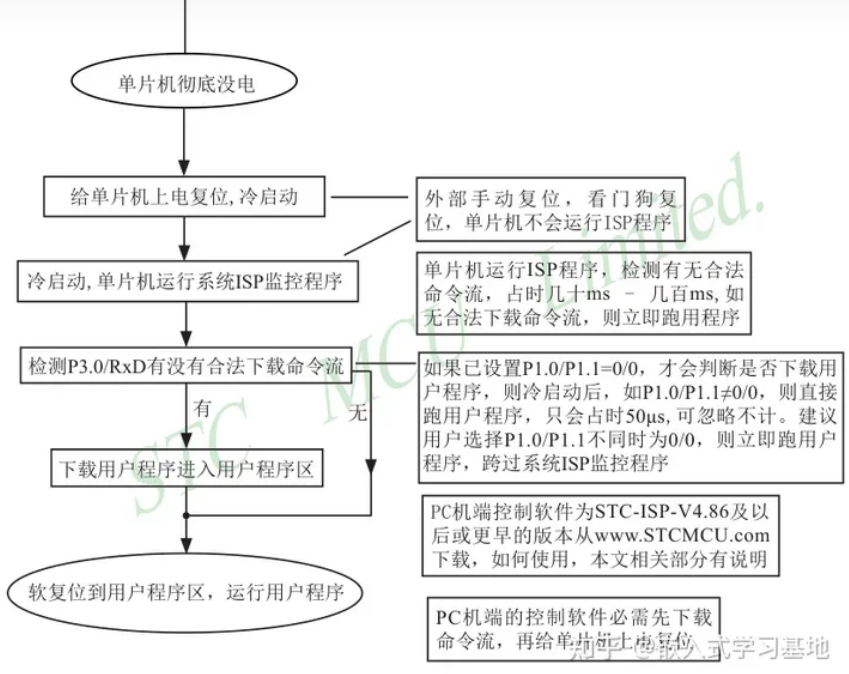 单片机彻底没电
给单片机上电复位,冷启动
外部手动复位，看门狗复
位，单片机不会运行ISP程序
冷启动,单片机运行系统ISP监控程序
单片机运行ISP程序，检测有无合法
命令流，占时几十ms – 几百ms,如
无合法下载命令流，则立即跑用程序
检测P3.0/RxD有没有合法下载命令流
有
无
如果已设置P1.0/P1.1=0/0，才会判断是否下载用
户程序，则冷启动后，如P1.0/P1.1≠0/0，则直接
跑用户程序，只会占时50μs,可忽略不计。建议
用户选择P1.0/P1.1不同时为0/0，则立即跑用户
程序，跨过系统ISP监控程序
下载用户程序进入用户程序区
PC机端控制软件为STC-ISP-V4.86及以
后或更早的版本从www.STCMCU.com
下载，如何使用，本文相关部分有说明
软复位到用户程序区，运行用户程序
PC机端的控制软件必需先下载
命令流，再给单片机上电复位
STC MCU Limited.
知乎 @嵌入式学习基地